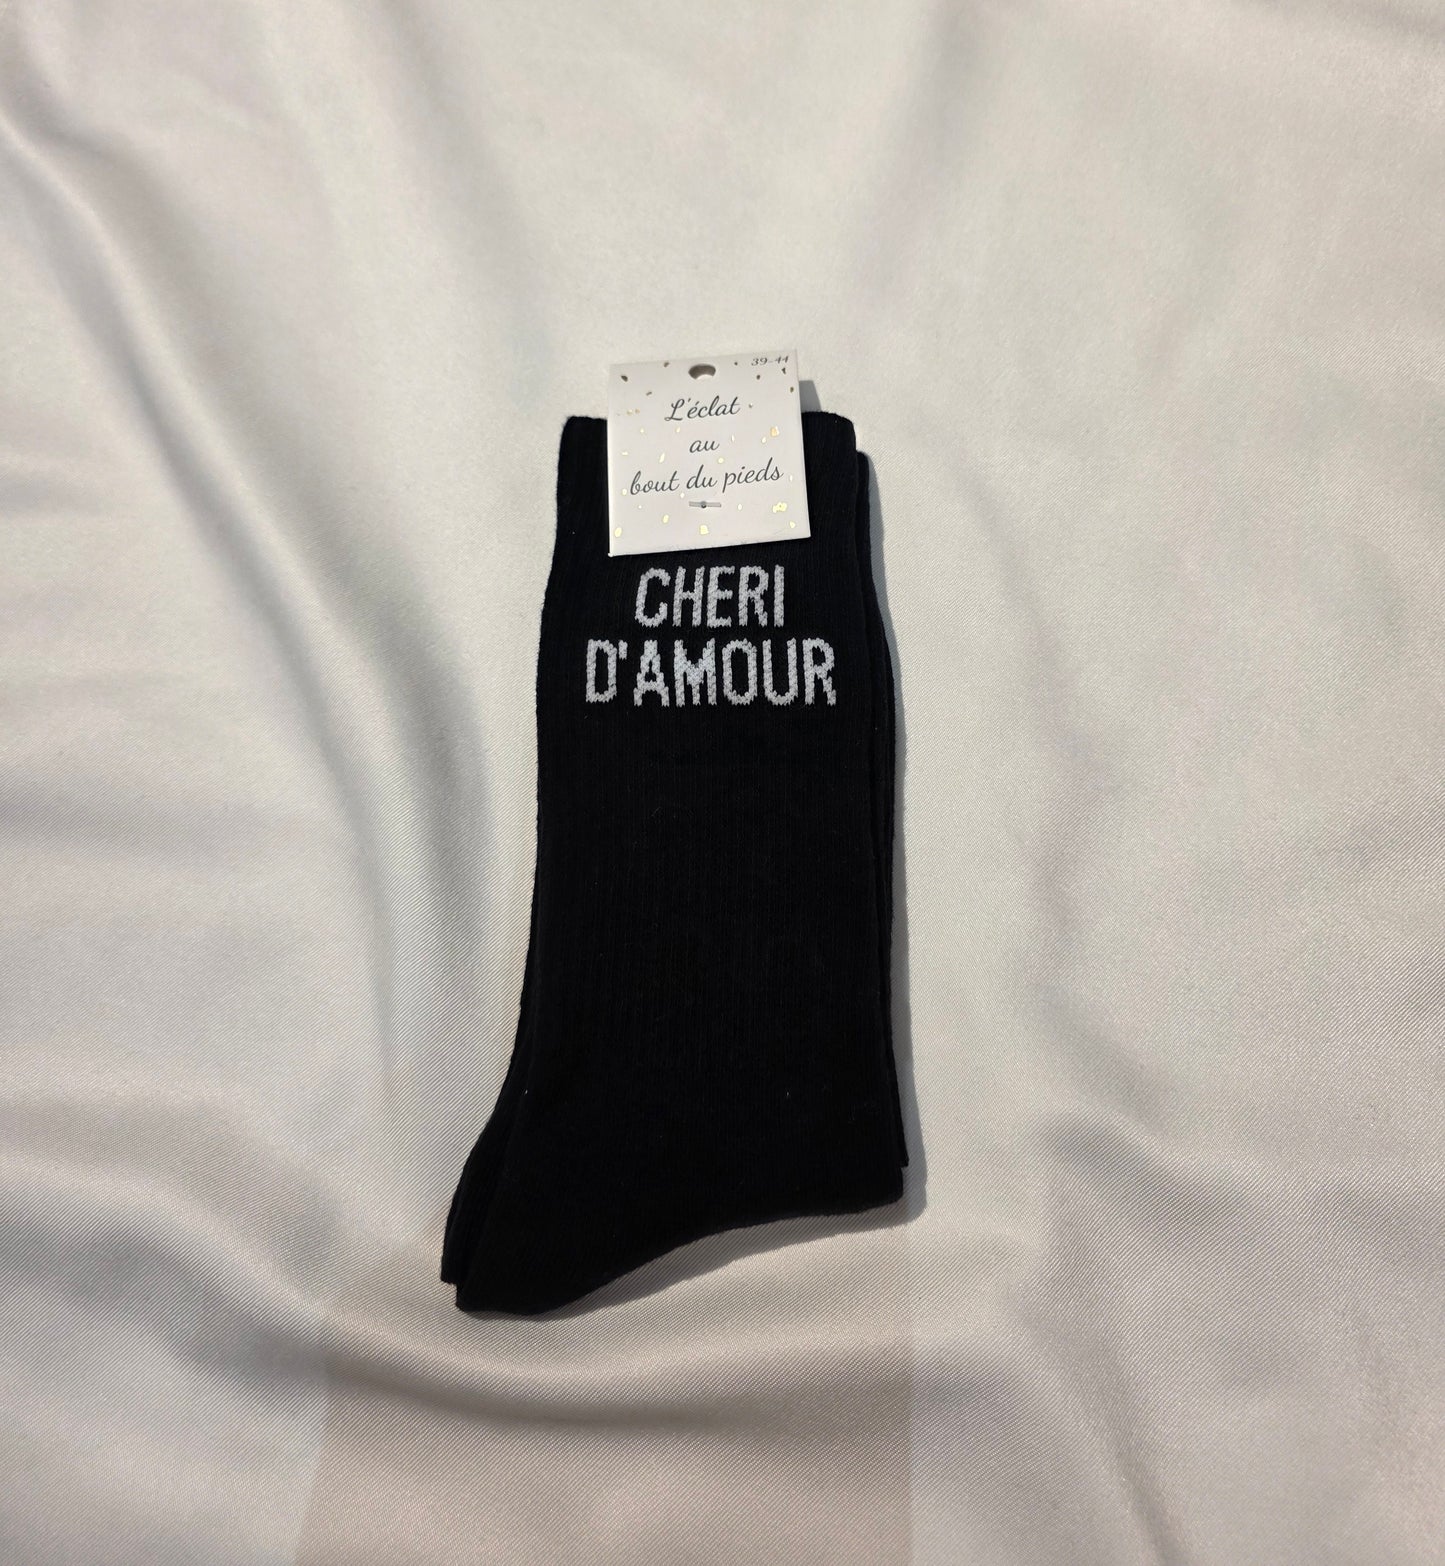 39-44
L'éclat
au
bout du pieds
CHERI
D'AMOUR